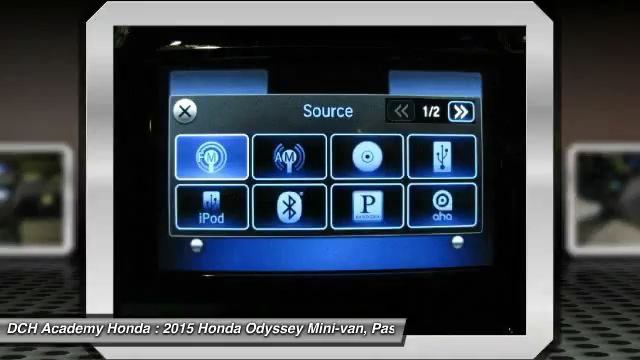 Source
1/2
FM
AM
iPod
P
PANDORA
aha
DCH Academy Honda : 2015 Honda Odyssey Mini-van, Pas